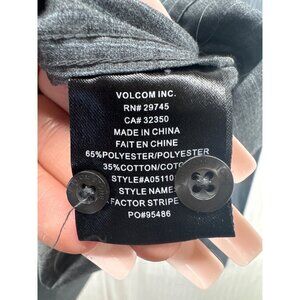 VOLCOM INC.
RN# 29745
CA# 32350
MADE IN CHINA
FAIT EN CHINE
65%POLYESTER/POLYESTER
35%COTTON/COTO
STYLE#A05110
STYLE NAME:
FACTOR STRIPE
PO#95486